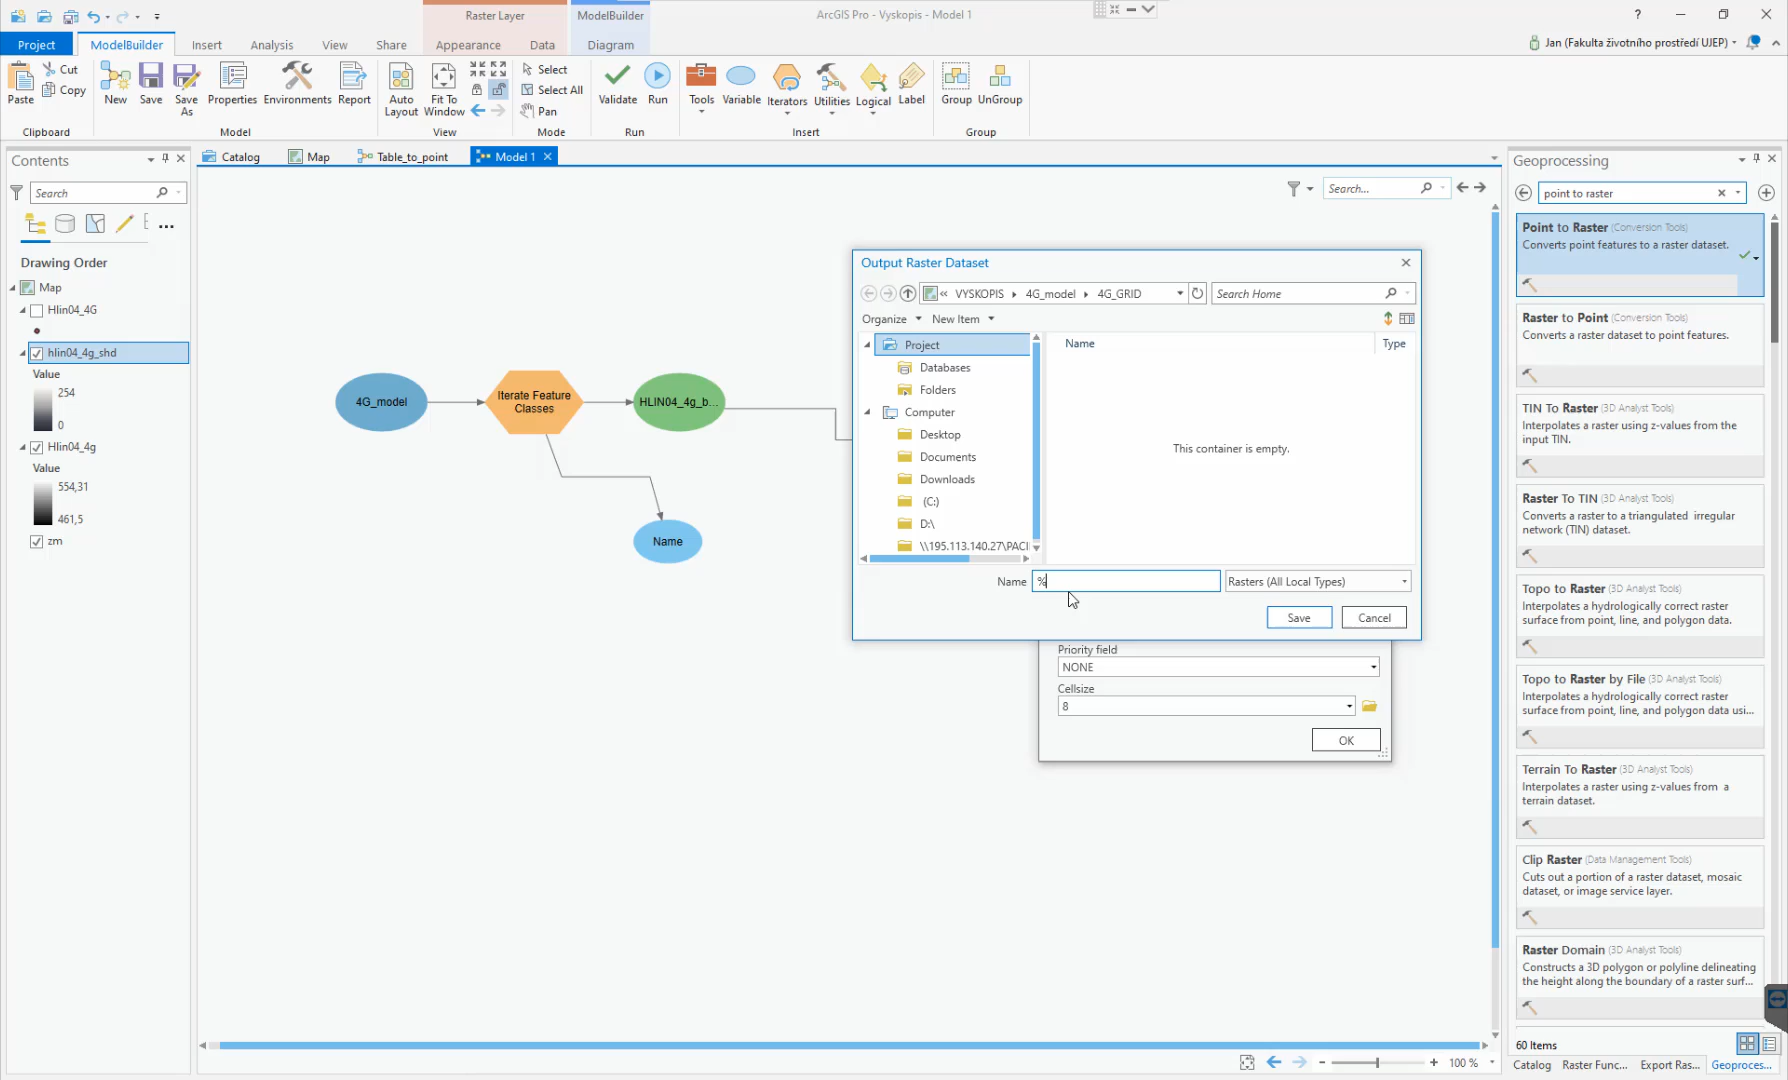 Raster Layer
ModelBuilder
ArcGIS Pro - Vyskopis - Model 1
?
Project
ModelBuilder
Insert
Analysis
View
Share
Appearance
Data
Diagram
Jan (Fakulta životního prostředí UJEP)
Paste
Cut
Copy
New
Save
Save As
Properties
Environments
Report
Auto Layout
Fit To Window
Select
Select All
Pan
Validate
Run
Tools
Variable
Iterators
Utilities
Logical
Label
Group
UnGroup
Clipboard
Model
View
Mode
Run
Insert
Group
Contents
Search
Drawing Order
Map
Hlin04_4G
hlin04_4g_shd
Value
254
0
Hlin04_4g
Value
554,31
461,5
zm
Catalog
Map
Table_to_point
Model 1
Search...
4G_model
Iterate Feature
Classes
HLIN04_4g_b...
Name
Output Raster Dataset
« VYSKOPIS 4G_model 4G_GRID
Search Home
Organize
New Item
Project
Databases
Folders
Computer
Desktop
Documents
Downloads
(C:)
D:\
\\195.113.140.27\PACI
Name
Type
This container is empty.
Name
%
Rasters (All Local Types)
Save
Cancel
Priority field
NONE
Cellsize
8
OK
100 %
Geoprocessing
point to raster
Point to Raster (Conversion Tools)
Converts point features to a raster dataset.
Raster to Point (Conversion Tools)
Converts a raster dataset to point features.
TIN To Raster (3D Analyst Tools)
Interpolates a raster using z-values from the
input TIN.
Raster To TIN (3D Analyst Tools)
Converts a raster to a triangulated irregular
network (TIN) dataset.
Topo to Raster (3D Analyst Tools)
Interpolates a hydrologically correct raster
surface from point, line, and polygon data.
Topo to Raster by File (3D Analyst Tools)
Interpolates a hydrologically correct raster
surface from point, line, and polygon data usi...
Terrain To Raster (3D Analyst Tools)
Interpolates a raster using z-values from a
terrain dataset.
Clip Raster (Data Management Tools)
Cuts out a portion of a raster dataset, mosaic
dataset, or image service layer.
Raster Domain (3D Analyst Tools)
Constructs a 3D polygon or polyline delineating
the height along the boundary of a raster surf...
60 Items
Catalog
Raster Func...
Export Ras...
Geoproces...